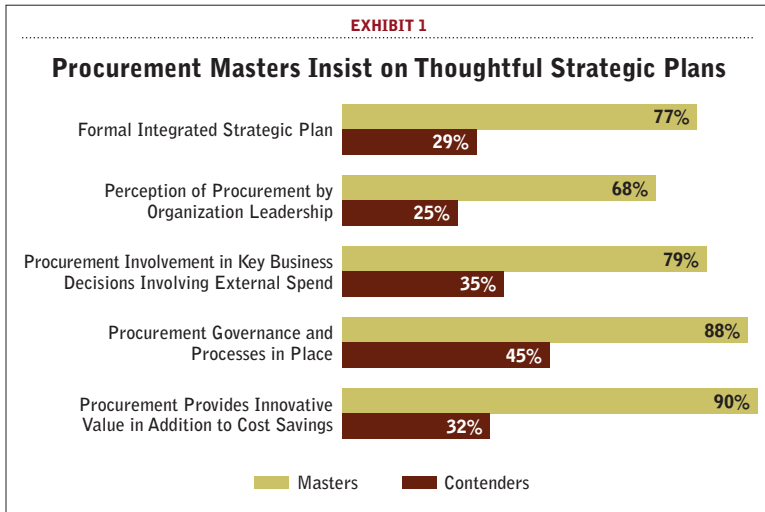 EXHIBIT 1
Procurement Masters Insist on Thoughtful Strategic Plans
Formal Integrated Strategic Plan
77%
29%
Perception of Procurement by
Organization Leadership
68%
25%
Procurement Involvement in Key Business
Decisions Involving External Spend
79%
35%
Procurement Governance and
Processes in Place
88%
45%
Procurement Provides Innovative
Value in Addition to Cost Savings
90%
32%
Masters
Contenders